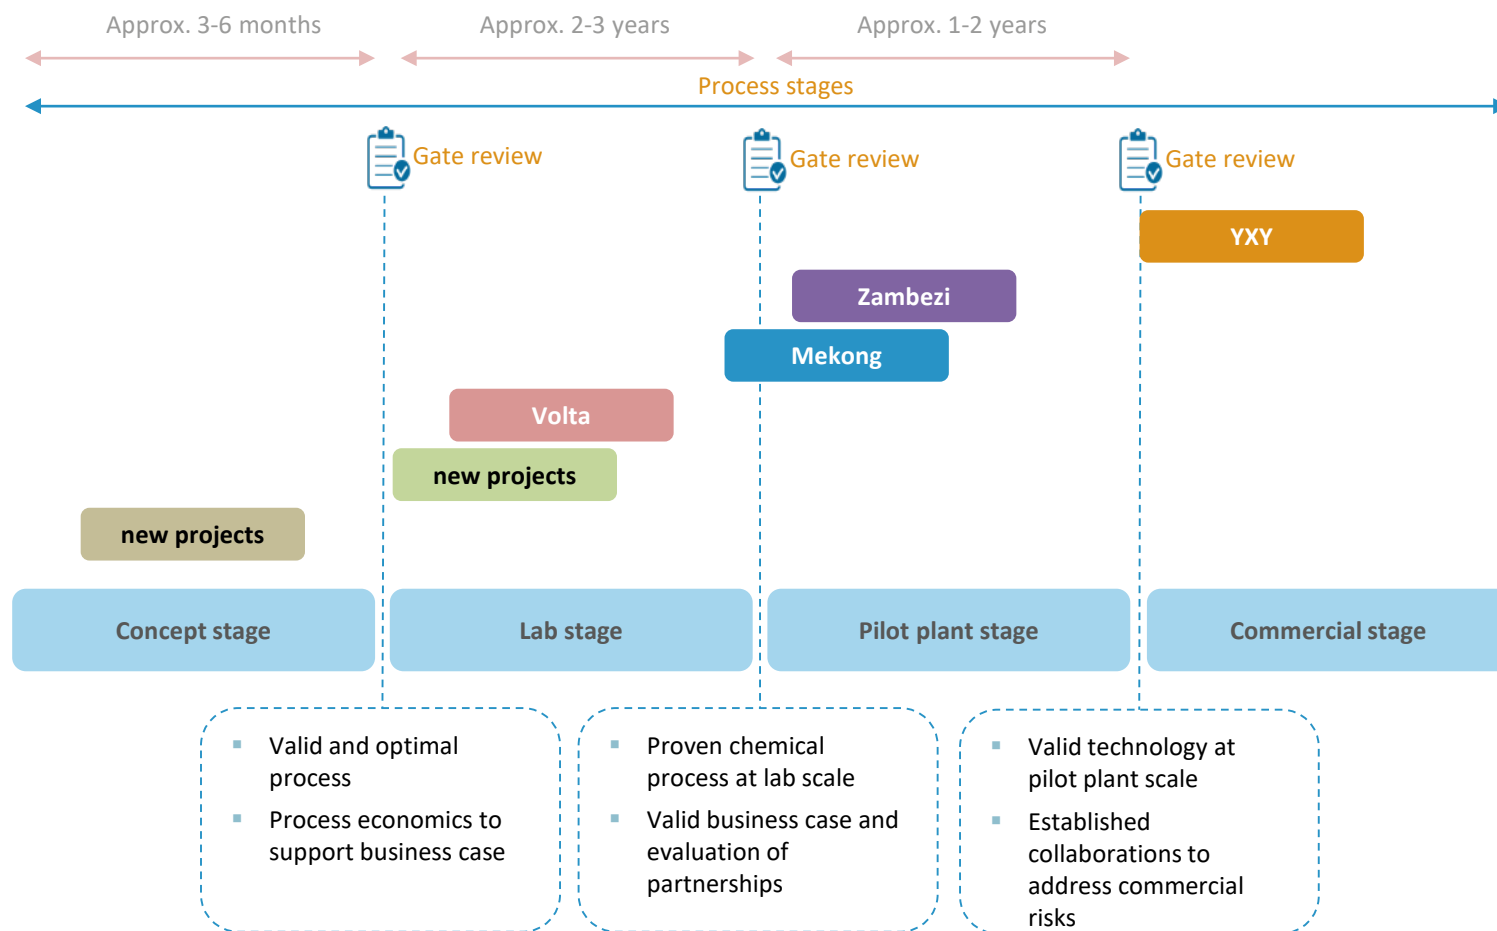 Approx. 3-6 months
Approx. 2-3 years
Approx. 1-2 years
Process stages
Gate review
Gate review
Gate review
YXY
Zambezi
Mekong
Volta
new projects
new projects
Concept stage
Lab stage
Pilot plant stage
Commercial stage
Valid and optimal
process
Process economics to
support business case
Proven chemical
process at lab scale
Valid business case and
evaluation of
partnerships
Valid technology at
pilot plant scale
Established
collaborations to
address commercial
risks